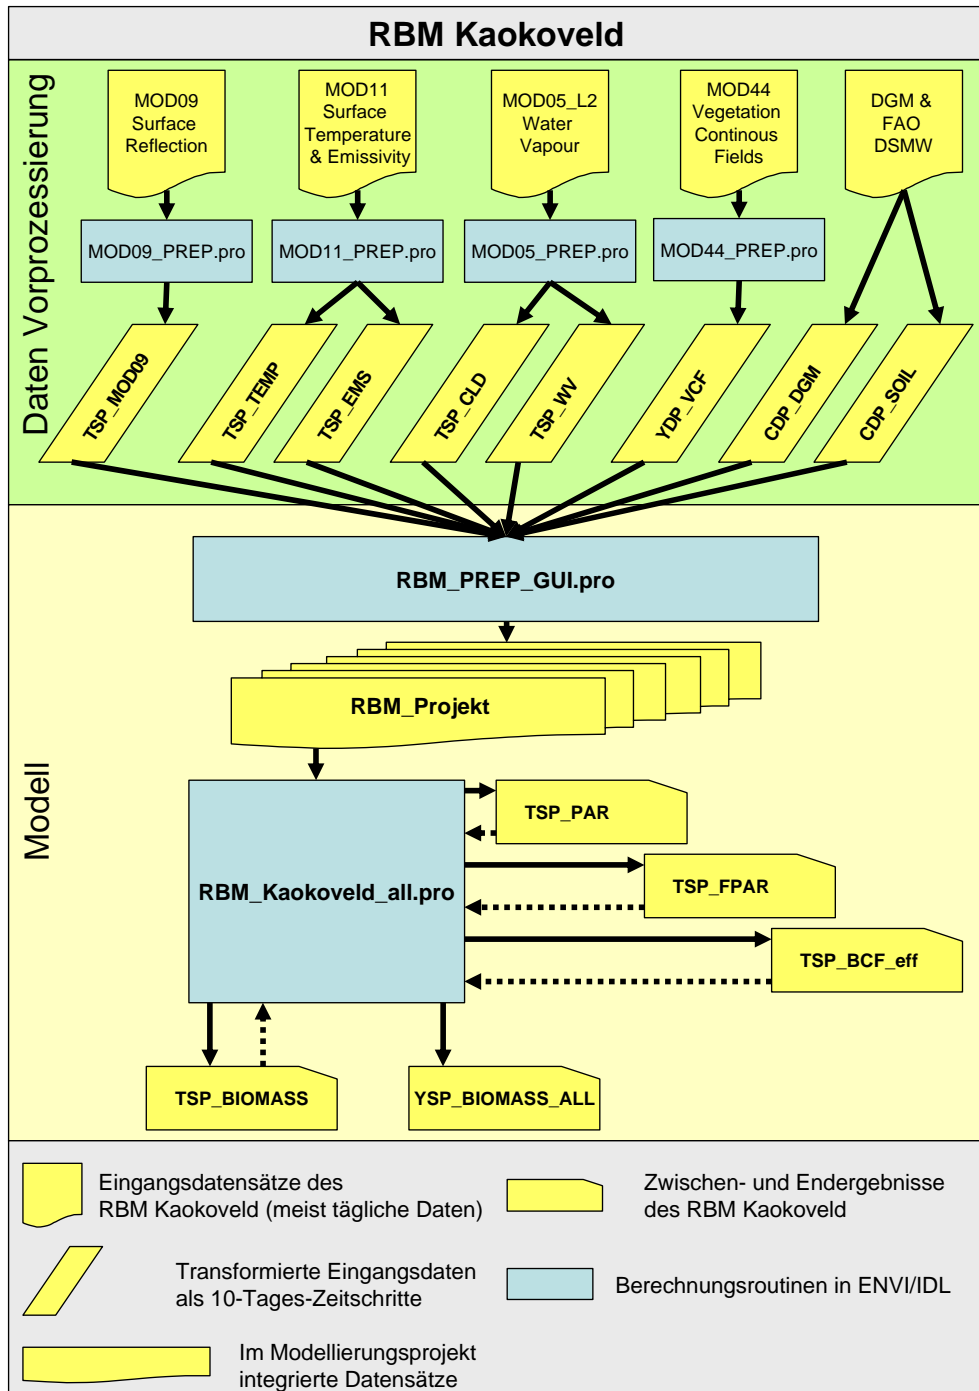 RBM Kaokoveld
Daten Vorprozessierung
MOD09
Surface
Reflection
MOD11
Surface
Temperature
& Emissivity
MOD05_L2
Water
Vapour
MOD44
Vegetation
Continous
Fields
DGM &
FAO
DSMW
MOD09_PREP.pro
MOD11_PREP.pro
MOD05_PREP.pro
MOD44_PREP.pro
TSP_MOD09
TSP_TEMP
TSP_EMS
TSP_CLD
TSP_WV
YDP_VCF
CDP_DGM
CDP_SOIL
Modell
RBM_PREP_GUI.pro
RBM_Projekt
RBM_Kaokoveld_all.pro
TSP_PAR
TSP_FPAR
TSP_BCF_eff
TSP_BIOMASS
YSP_BIOMASS_ALL
Eingangsdatensätze des
RBM Kaokoveld (meist tägliche Daten)
Zwischen- und Endergebnisse
des RBM Kaokoveld
Transformierte Eingangsdaten
als 10-Tages-Zeitschritte
Berechnungsroutinen in ENVI/IDL
Im Modellierungsprojekt
integrierte Datensätze